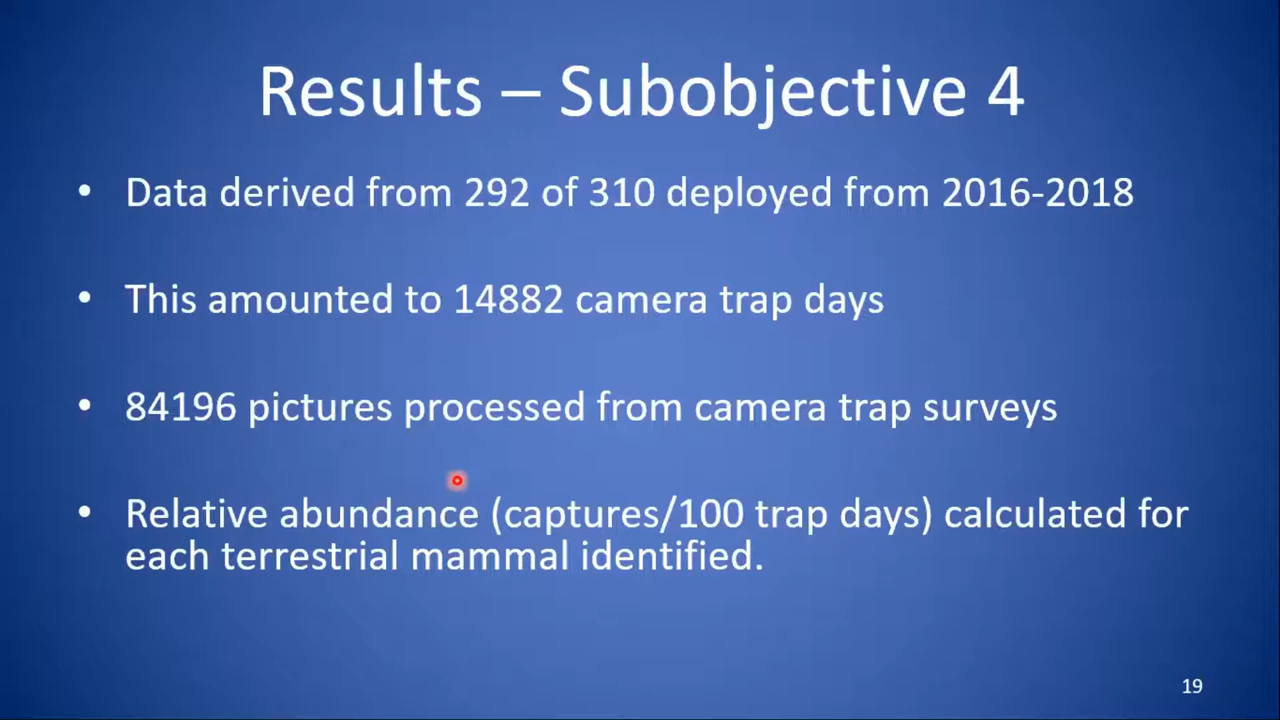 Results – Subobjective 4
• Data derived from 292 of 310 deployed from 2016-2018
• This amounted to 14882 camera trap days
• 84196 pictures processed from camera trap surveys
• Relative abundance (captures/100 trap days) calculated for
each terrestrial mammal identified.
19